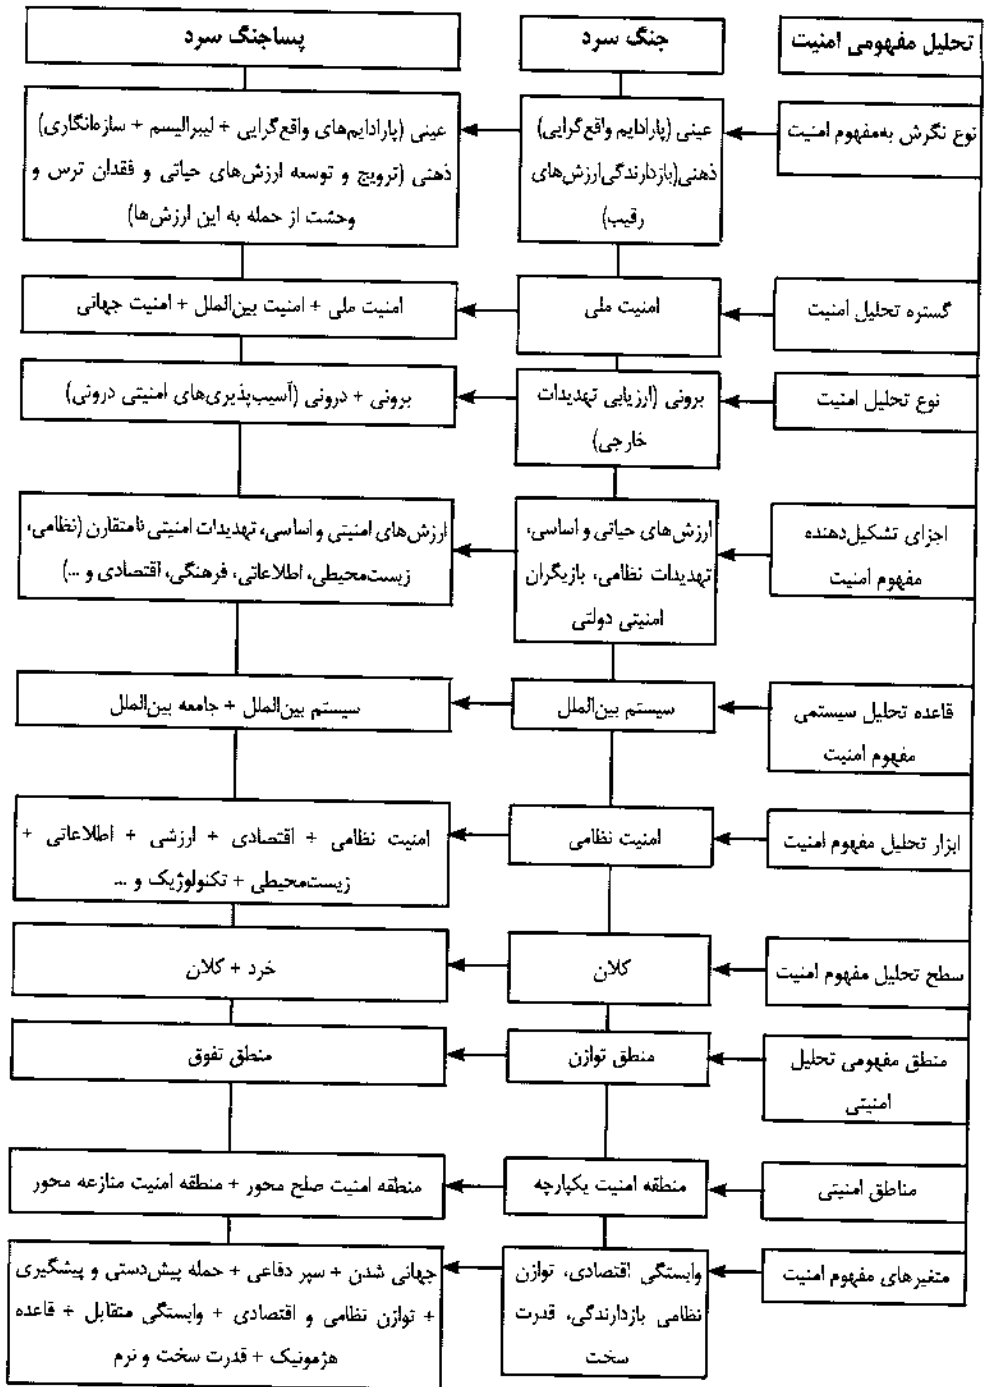 تحلیل مفهومی امنیت
جنگ سرد
پساجنگ سرد
نوع نگرش به‌مفهوم امنیت
عینی (پارادایم واقع‌گرایی)
ذهنی(بازدارندگی‌ارزش‌های
رقیب)
عینی (پارادایم‌های واقع‌گرایی + لیبرالیسم + سازه‌انگاری)
ذهنی (ترویج و توسعه ارزش‌های حیاتی و فقدان ترس و
وحشت از حمله به این ارزش‌ها)
گستره تحلیل امنیت
امنیت ملی
امنیت ملی + امنیت بین‌الملل + امنیت جهانی
نوع تحلیل امنیت
برونی (ارزیابی تهدیدات
خارجی)
برونی + درونی (آسیب‌پذیری‌های امنیتی درونی)
اجزای تشکیل‌دهنده
مفهوم امنیت
ارزش‌های حیاتی و اساسی،
تهدیدات نظامی، بازیگران
امنیتی دولتی
ارزش‌های امنیتی و اساسی، تهدیدات امنیتی نامتقارن (نظامی،
زیست‌محیطی، اطلاعاتی، فرهنگی، اقتصادی و ...)
قاعده تحلیل سیستمی
مفهوم امنیت
سیستم بین‌الملل
سیستم بین‌الملل + جامعه بین‌الملل
ابزار تحلیل مفهوم امنیت
امنیت نظامی
امنیت نظامی + اقتصادی + ارزشی + اطلاعاتی +
زیست‌محیطی + تکنولوژیک و ...
سطح تحلیل مفهوم امنیت
کلان
خرد + کلان
منطق مفهومی تحلیل
امنیتی
منطق توازن
منطق تفوق
مناطق امنیتی
منطقه امنیت یکپارچه
منطقه امنیت صلح محور + منطقه امنیت منازعه محور
متغیرهای مفهوم امنیت
وابستگی اقتصادی، توازن
نظامی بازدارندگی، قدرت
سخت
جهانی شدن + سپر دفاعی + حمله پیش‌دستی و پیشگیری
+ توازن نظامی و اقتصادی + وابستگی متقابل + قاعده
هژمونیک + قدرت سخت و نرم